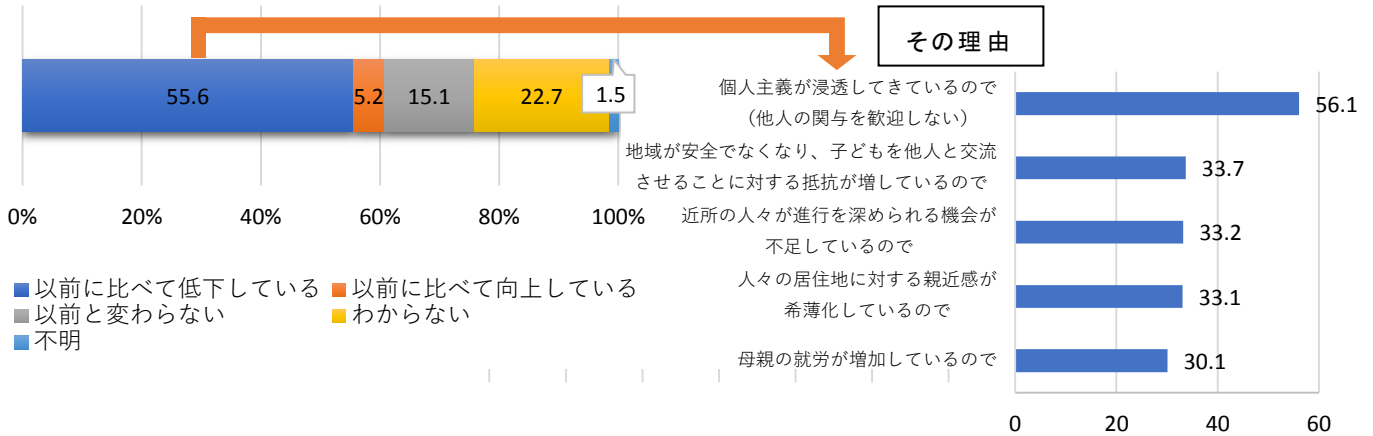 その理由
55.6 5.2 15.1 22.7 1.5
0% 20% 40% 60% 80% 100%
■以前に比べて低下している ■以前に比べて向上している
■以前と変わらない ■わからない
■不明
個人主義が浸透してきているので
（他人の関与を歓迎しない）
56.1
地域が安全でなくなり、子どもを他人と交流
させることに対する抵抗が増しているので
33.7
近所の人々が進行を深められる機会が
不足しているので
33.2
人々の居住地に対する親近感が
希薄化しているので
33.1
母親の就労が増加しているので
30.1
0 20 40 60